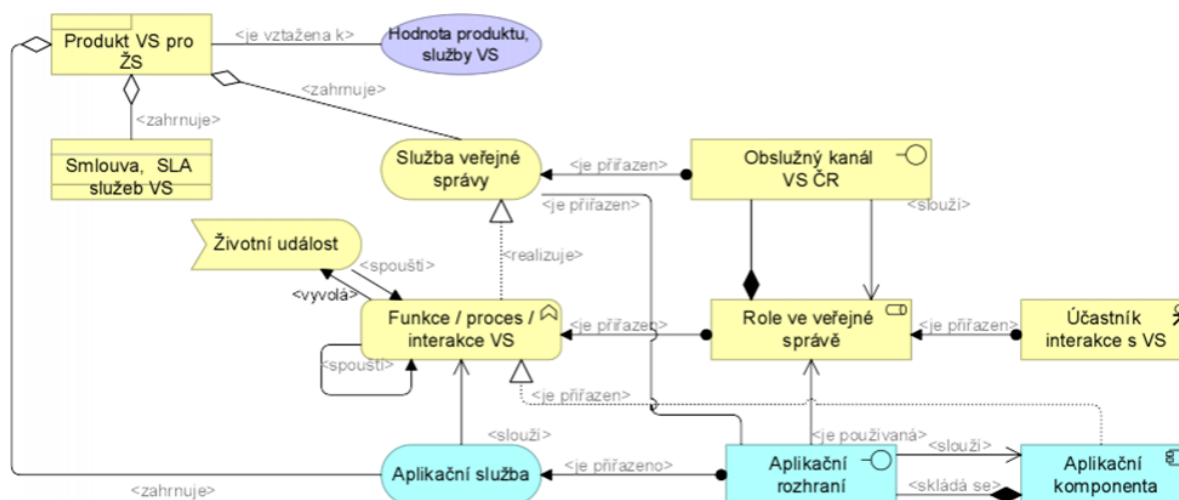 Produkt VS pro
ŽS
<je vztažena k>
Hodnota produktu,
služby VS
<zahrnuje>
<zahrnuje>
Smlouva, SLA
služeb VS
Služba veřejné
správy
<je přiřazen>
Obslužný kanál
VS ČR
<je přiřazen>
<slouží>
Životní událost
<spouští>
<realizuje>
<vyvolá>
Funkce / proces /
interakce VS
<je přiřazen>
Role ve veřejné
správě
<je přiřazen>
Účastník
interakce s VS
<spouští>
<je přiřazen>
<slouží>
<je používaná>
<slouží>
Aplikační služba
<je přiřazeno>
Aplikační
rozhraní
<skládá se>
Aplikační
komponenta
<zahrnuje>